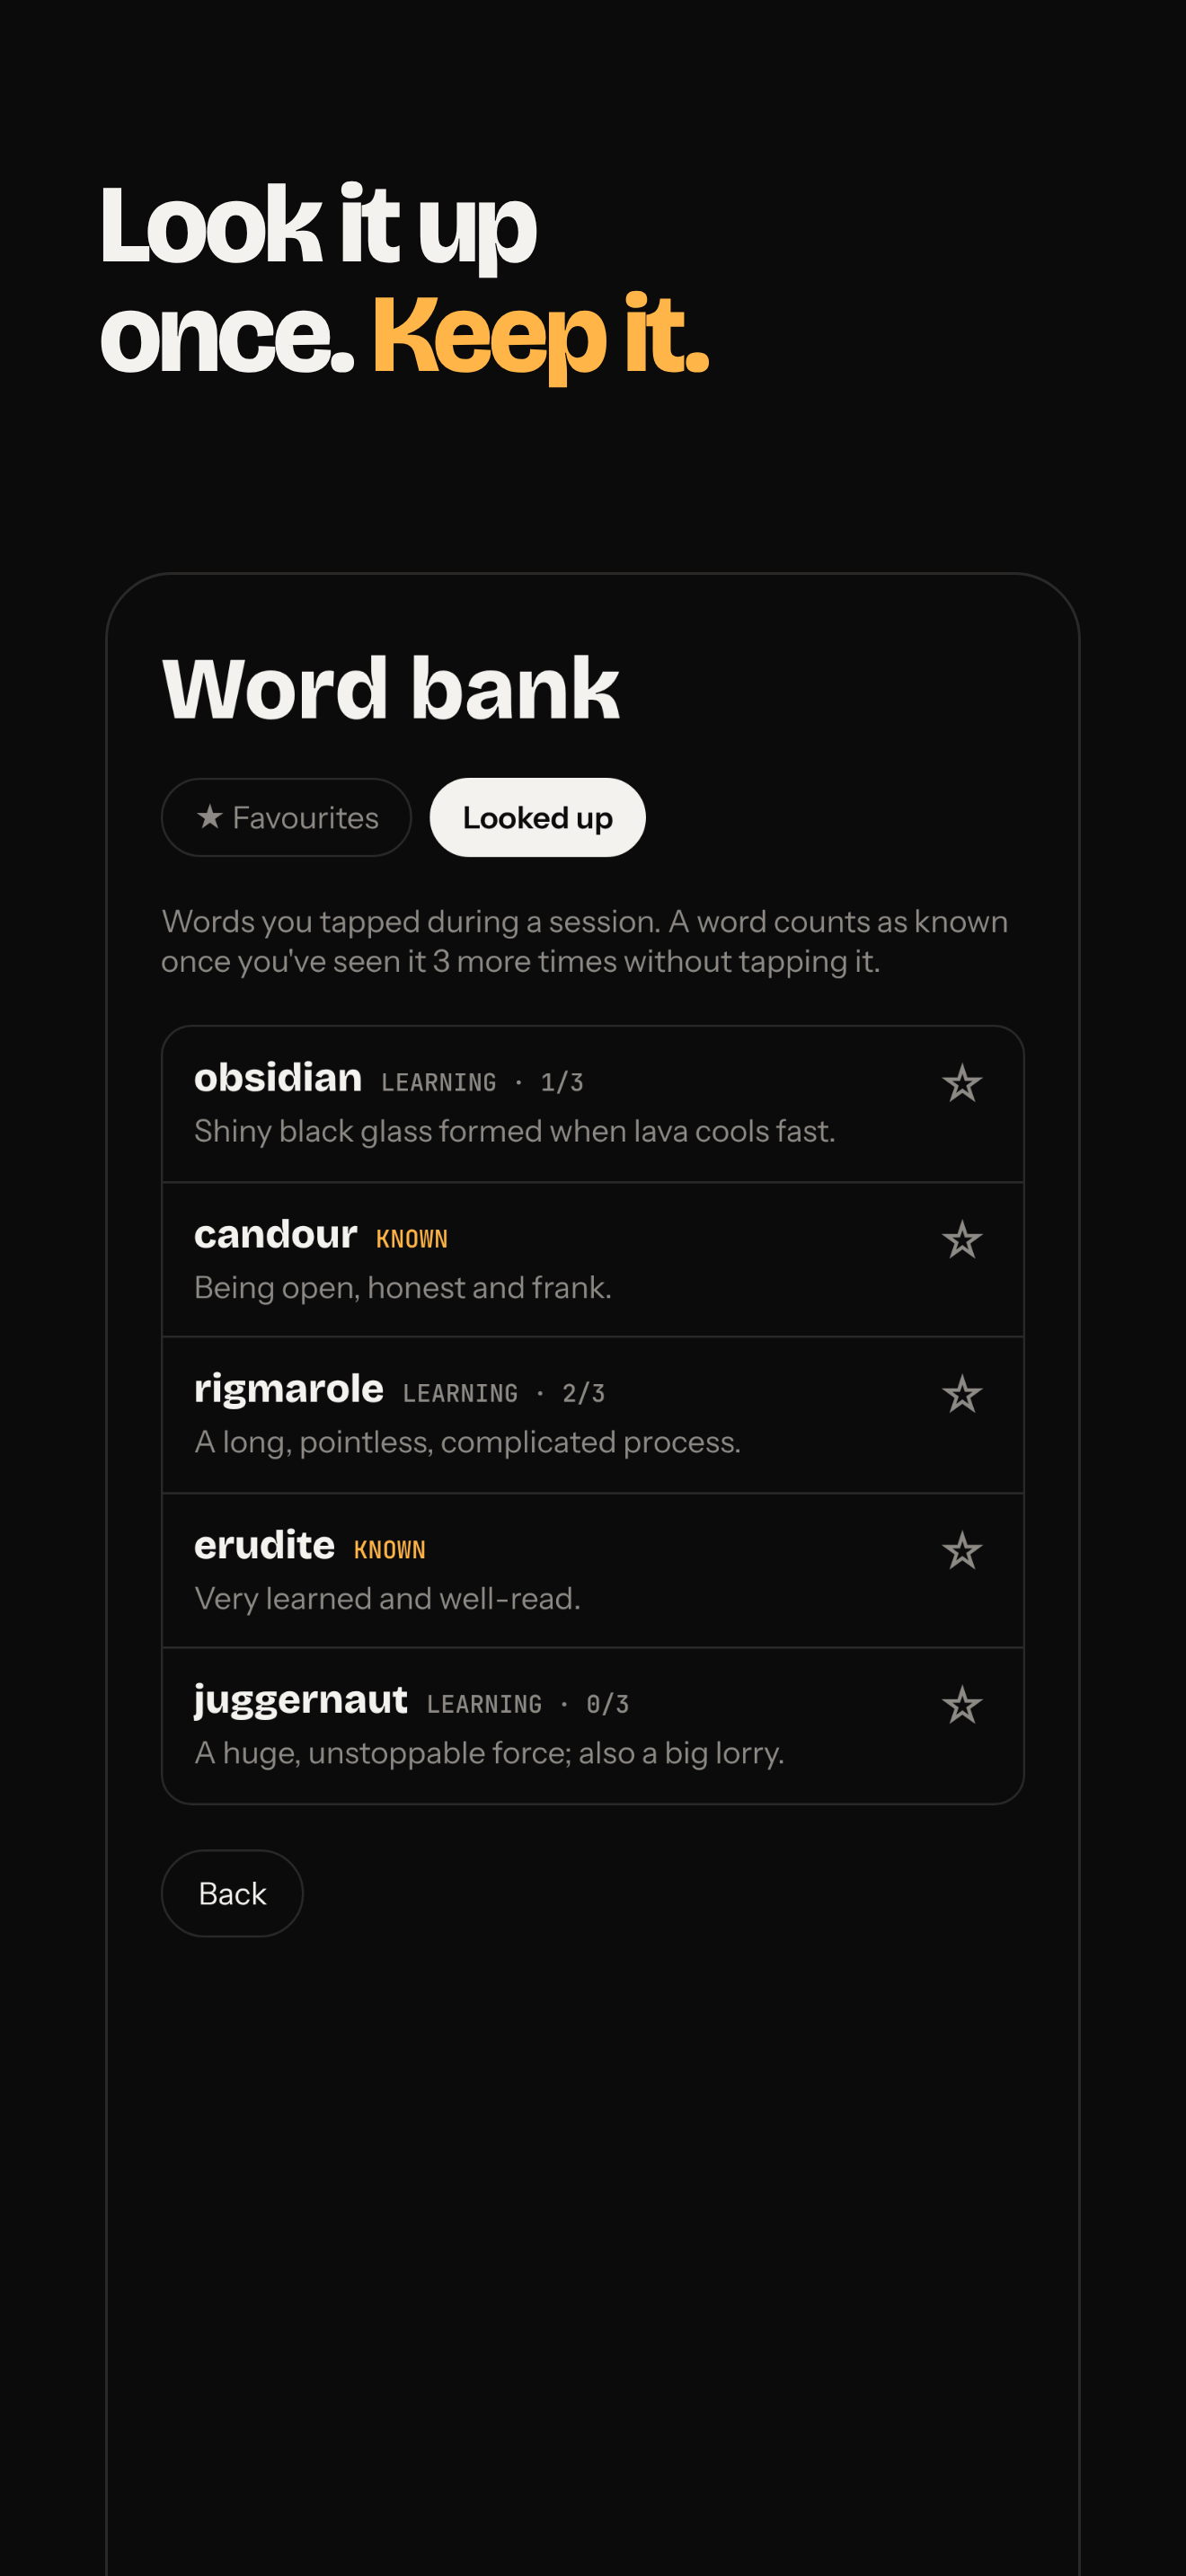 Look it up
once. Keep it.
Word bank
★ Favourites
Looked up
Words you tapped during a session. A word counts as known
once you've seen it 3 more times without tapping it.
obsidian LEARNING · 1/3
Shiny black glass formed when lava cools fast.
candour KNOWN
Being open, honest and frank.
rigmarole LEARNING · 2/3
A long, pointless, complicated process.
erudite KNOWN
Very learned and well-read.
juggernaut LEARNING · 0/3
A huge, unstoppable force; also a big lorry.
Back